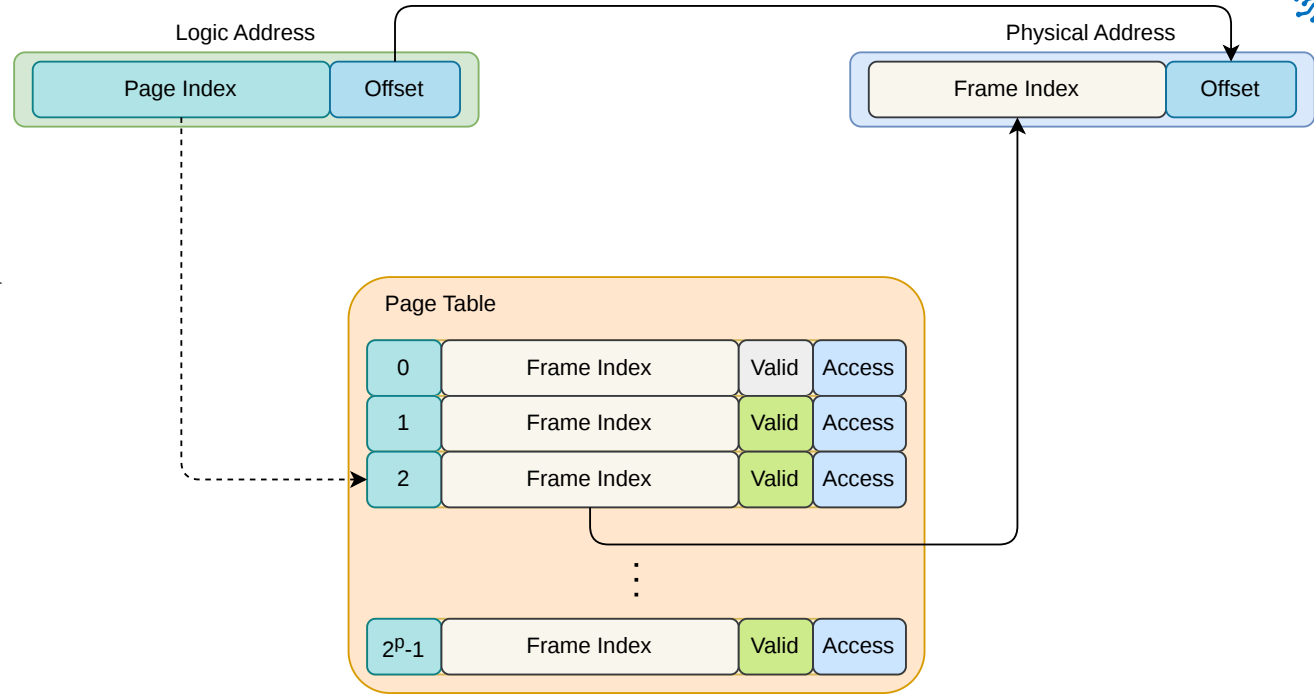 Logic Address
Physical Address
Page Index Offset
Frame Index Offset
Page Table
0 Frame Index Valid Access
1 Frame Index Valid Access
2 Frame Index Valid Access
⋮
2ᵖ-1 Frame Index Valid Access